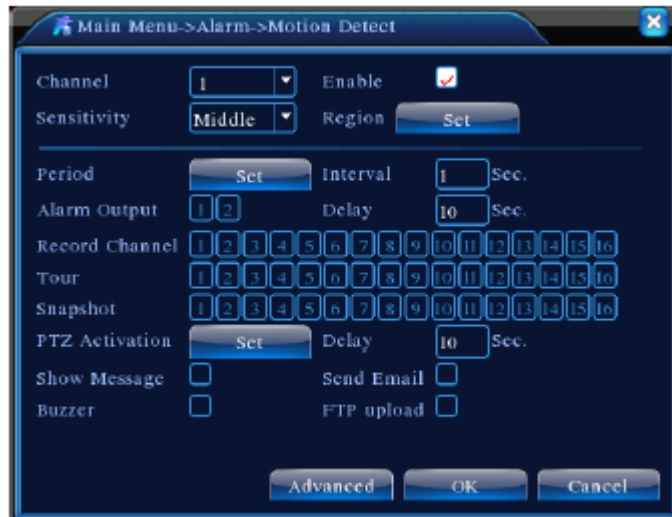 Main Menu->Alarm->Motion Detect
Channel 1 Enable
Sensitivity Middle Region Set
Period Set Interval 1 Sec.
Alarm Output 1 2 Delay 10 Sec.
Record Channel 1 2 3 4 5 6 7 8 9 10 11 12 13 14 15 16
Tour 1 2 3 4 5 6 7 8 9 10 11 12 13 14 15 16
Snapshot 1 2 3 4 5 6 7 8 9 10 11 12 13 14 15 16
PTZ Activation Set Delay 10 Sec.
Show Message Send Email
Buzzer FTP upload
Advanced OK Cancel